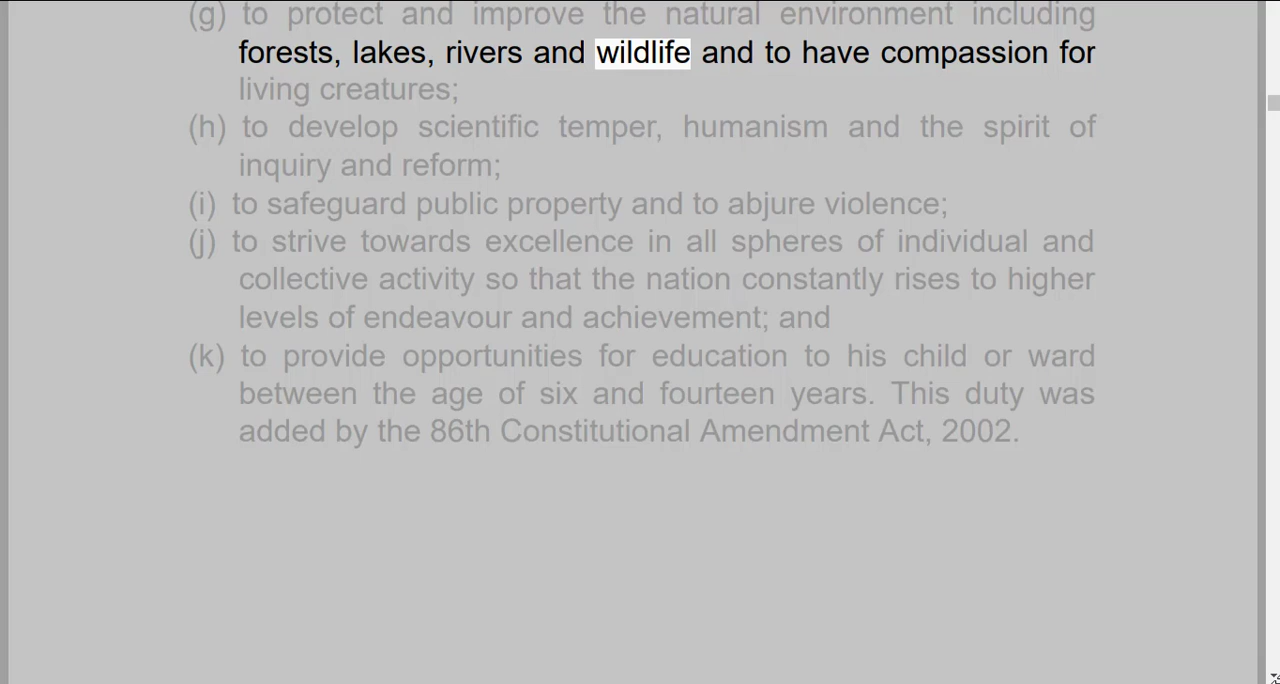 (g) to protect and improve the natural environment including
forests, lakes, rivers and wildlife and to have compassion for
living creatures;
(h) to develop scientific temper, humanism and the spirit of
inquiry and reform;
(i) to safeguard public property and to abjure violence;
(j) to strive towards excellence in all spheres of individual and
collective activity so that the nation constantly rises to higher
levels of endeavour and achievement; and
(k) to provide opportunities for education to his child or ward
between the age of six and fourteen years. This duty was
added by the 86th Constitutional Amendment Act, 2002.